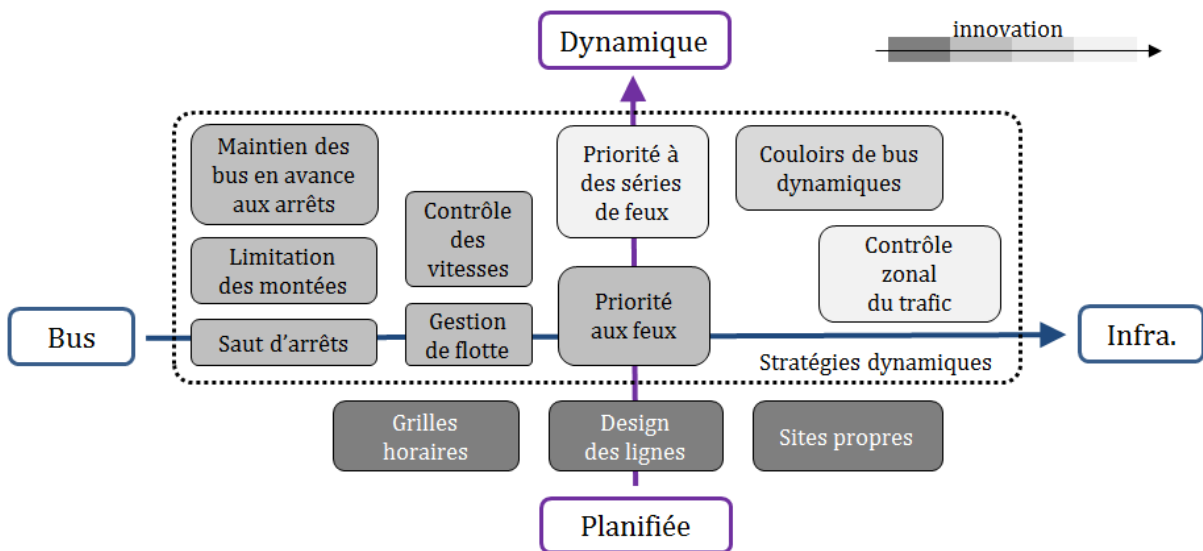 Dynamique
innovation
Maintien des
bus en avance
aux arrêts
Priorité à
des séries
de feux
Couloirs de bus
dynamiques
Contrôle
des
vitesses
Limitation
des montées
Contrôle
zonal
du trafic
Bus
Saut d'arrêts
Gestion
de flotte
Priorité
aux feux
Infra.
Stratégies dynamiques
Grilles
horaires
Design
des lignes
Sites propres
Planifiée